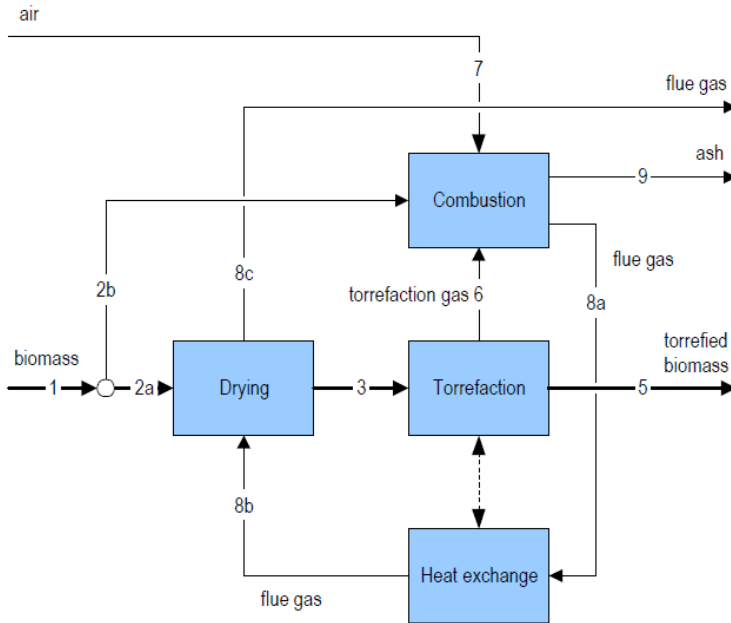 air
7
flue gas
ash
Combustion
9
flue gas
2b
8c
torrefaction gas 6
8a
biomass
torrefied
biomass
1
2a
Drying
3
Torrefaction
5
8b
Heat exchange
flue gas